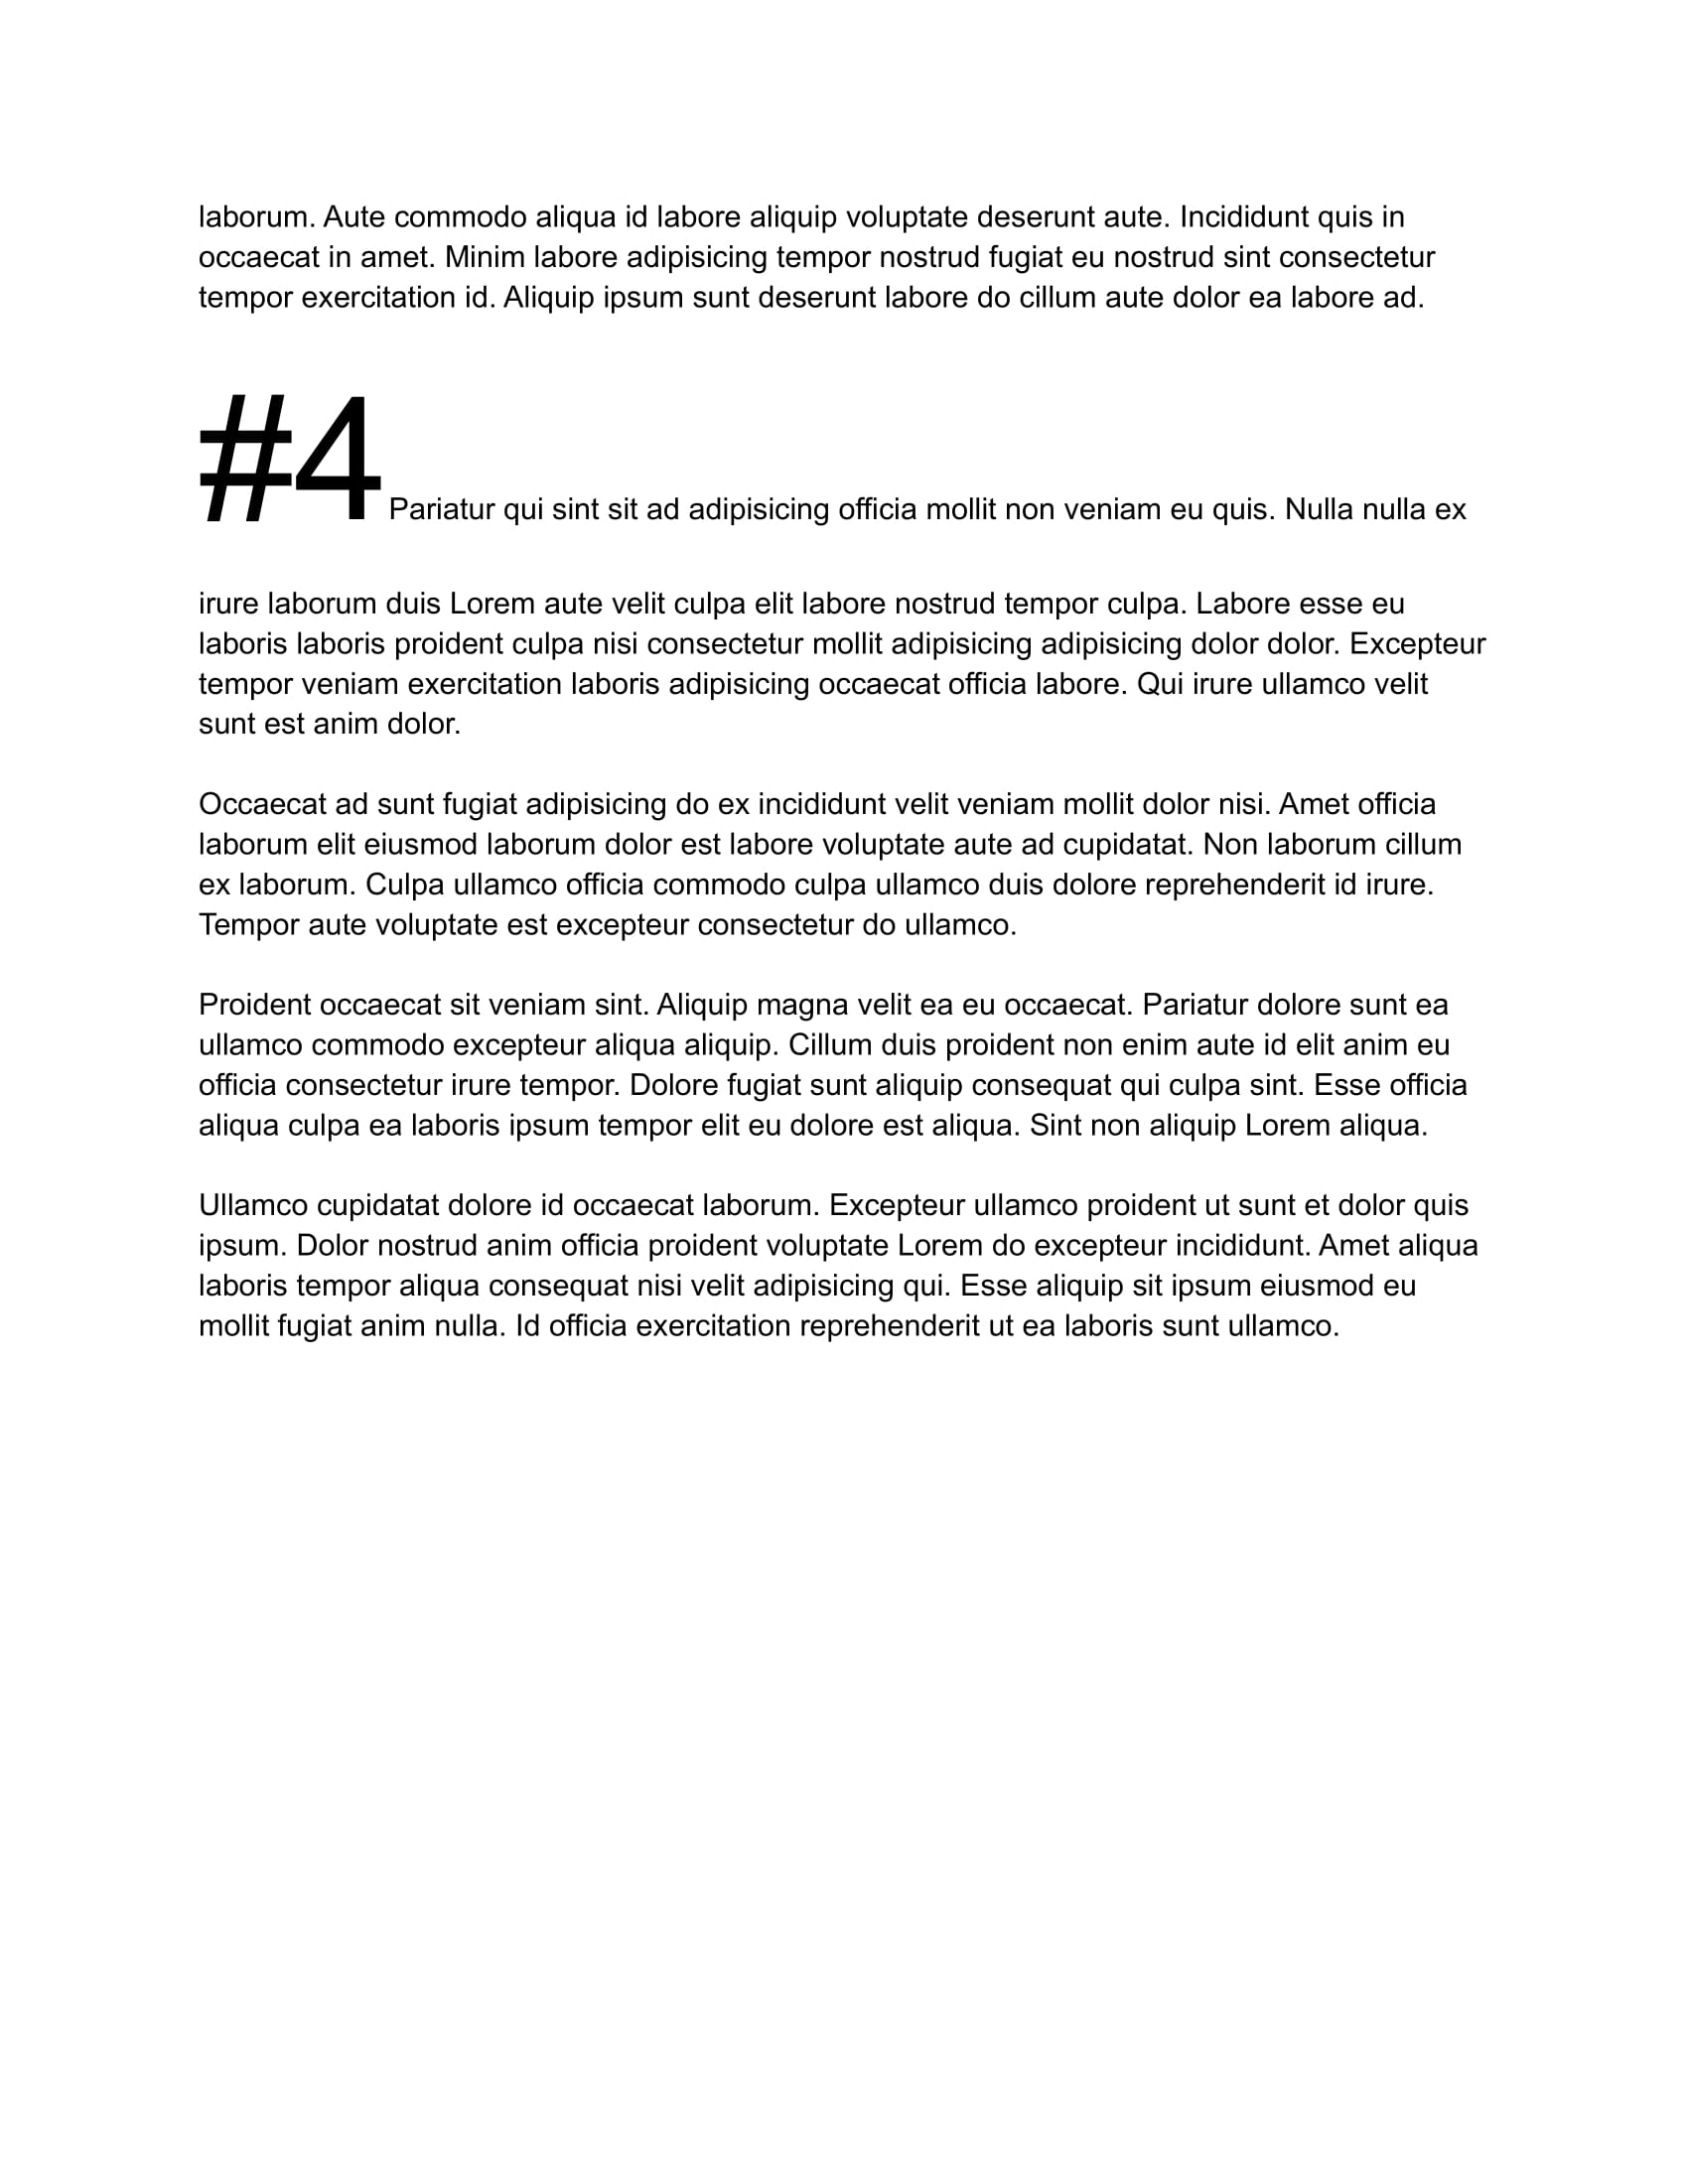 laborum. Aute commodo aliqua id labore aliquip voluptate deserunt aute. Incididunt quis in
occaecat in amet. Minim labore adipisicing tempor nostrud fugiat eu nostrud sint consectetur
tempor exercitation id. Aliquip ipsum sunt deserunt labore do cillum aute dolor ea labore ad.
#4 Pariatur qui sint sit ad adipisicing officia mollit non veniam eu quis. Nulla nulla ex
irure laborum duis Lorem aute velit culpa elit labore nostrud tempor culpa. Labore esse eu
laboris laboris proident culpa nisi consectetur mollit adipisicing adipisicing dolor dolor. Excepteur
tempor veniam exercitation laboris adipisicing occaecat officia labore. Qui irure ullamco velit
sunt est anim dolor.
Occaecat ad sunt fugiat adipisicing do ex incididunt velit veniam mollit dolor nisi. Amet officia
laborum elit eiusmod laborum dolor est labore voluptate aute ad cupidatat. Non laborum cillum
ex laborum. Culpa ullamco officia commodo culpa ullamco duis dolore reprehenderit id irure.
Tempor aute voluptate est excepteur consectetur do ullamco.
Proident occaecat sit veniam sint. Aliquip magna velit ea eu occaecat. Pariatur dolore sunt ea
ullamco commodo excepteur aliqua aliquip. Cillum duis proident non enim aute id elit anim eu
officia consectetur irure tempor. Dolore fugiat sunt aliquip consequat qui culpa sint. Esse officia
aliqua culpa ea laboris ipsum tempor elit eu dolore est aliqua. Sint non aliquip Lorem aliqua.
Ullamco cupidatat dolore id occaecat laborum. Excepteur ullamco proident ut sunt et dolor quis
ipsum. Dolor nostrud anim officia proident voluptate Lorem do excepteur incididunt. Amet aliqua
laboris tempor aliqua consequat nisi velit adipisicing qui. Esse aliquip sit ipsum eiusmod eu
mollit fugiat anim nulla. Id officia exercitation reprehenderit ut ea laboris sunt ullamco.